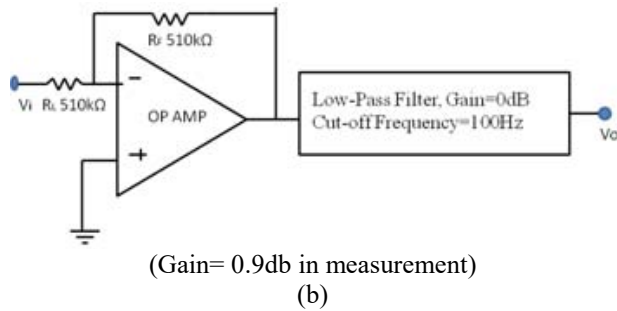 RF 510kΩ
Vi RL 510kΩ
−
OP AMP
+
Low-Pass Filter, Gain=0dB
Cut-off Frequency=100Hz
Vo
(Gain= 0.9db in measurement)
(b)